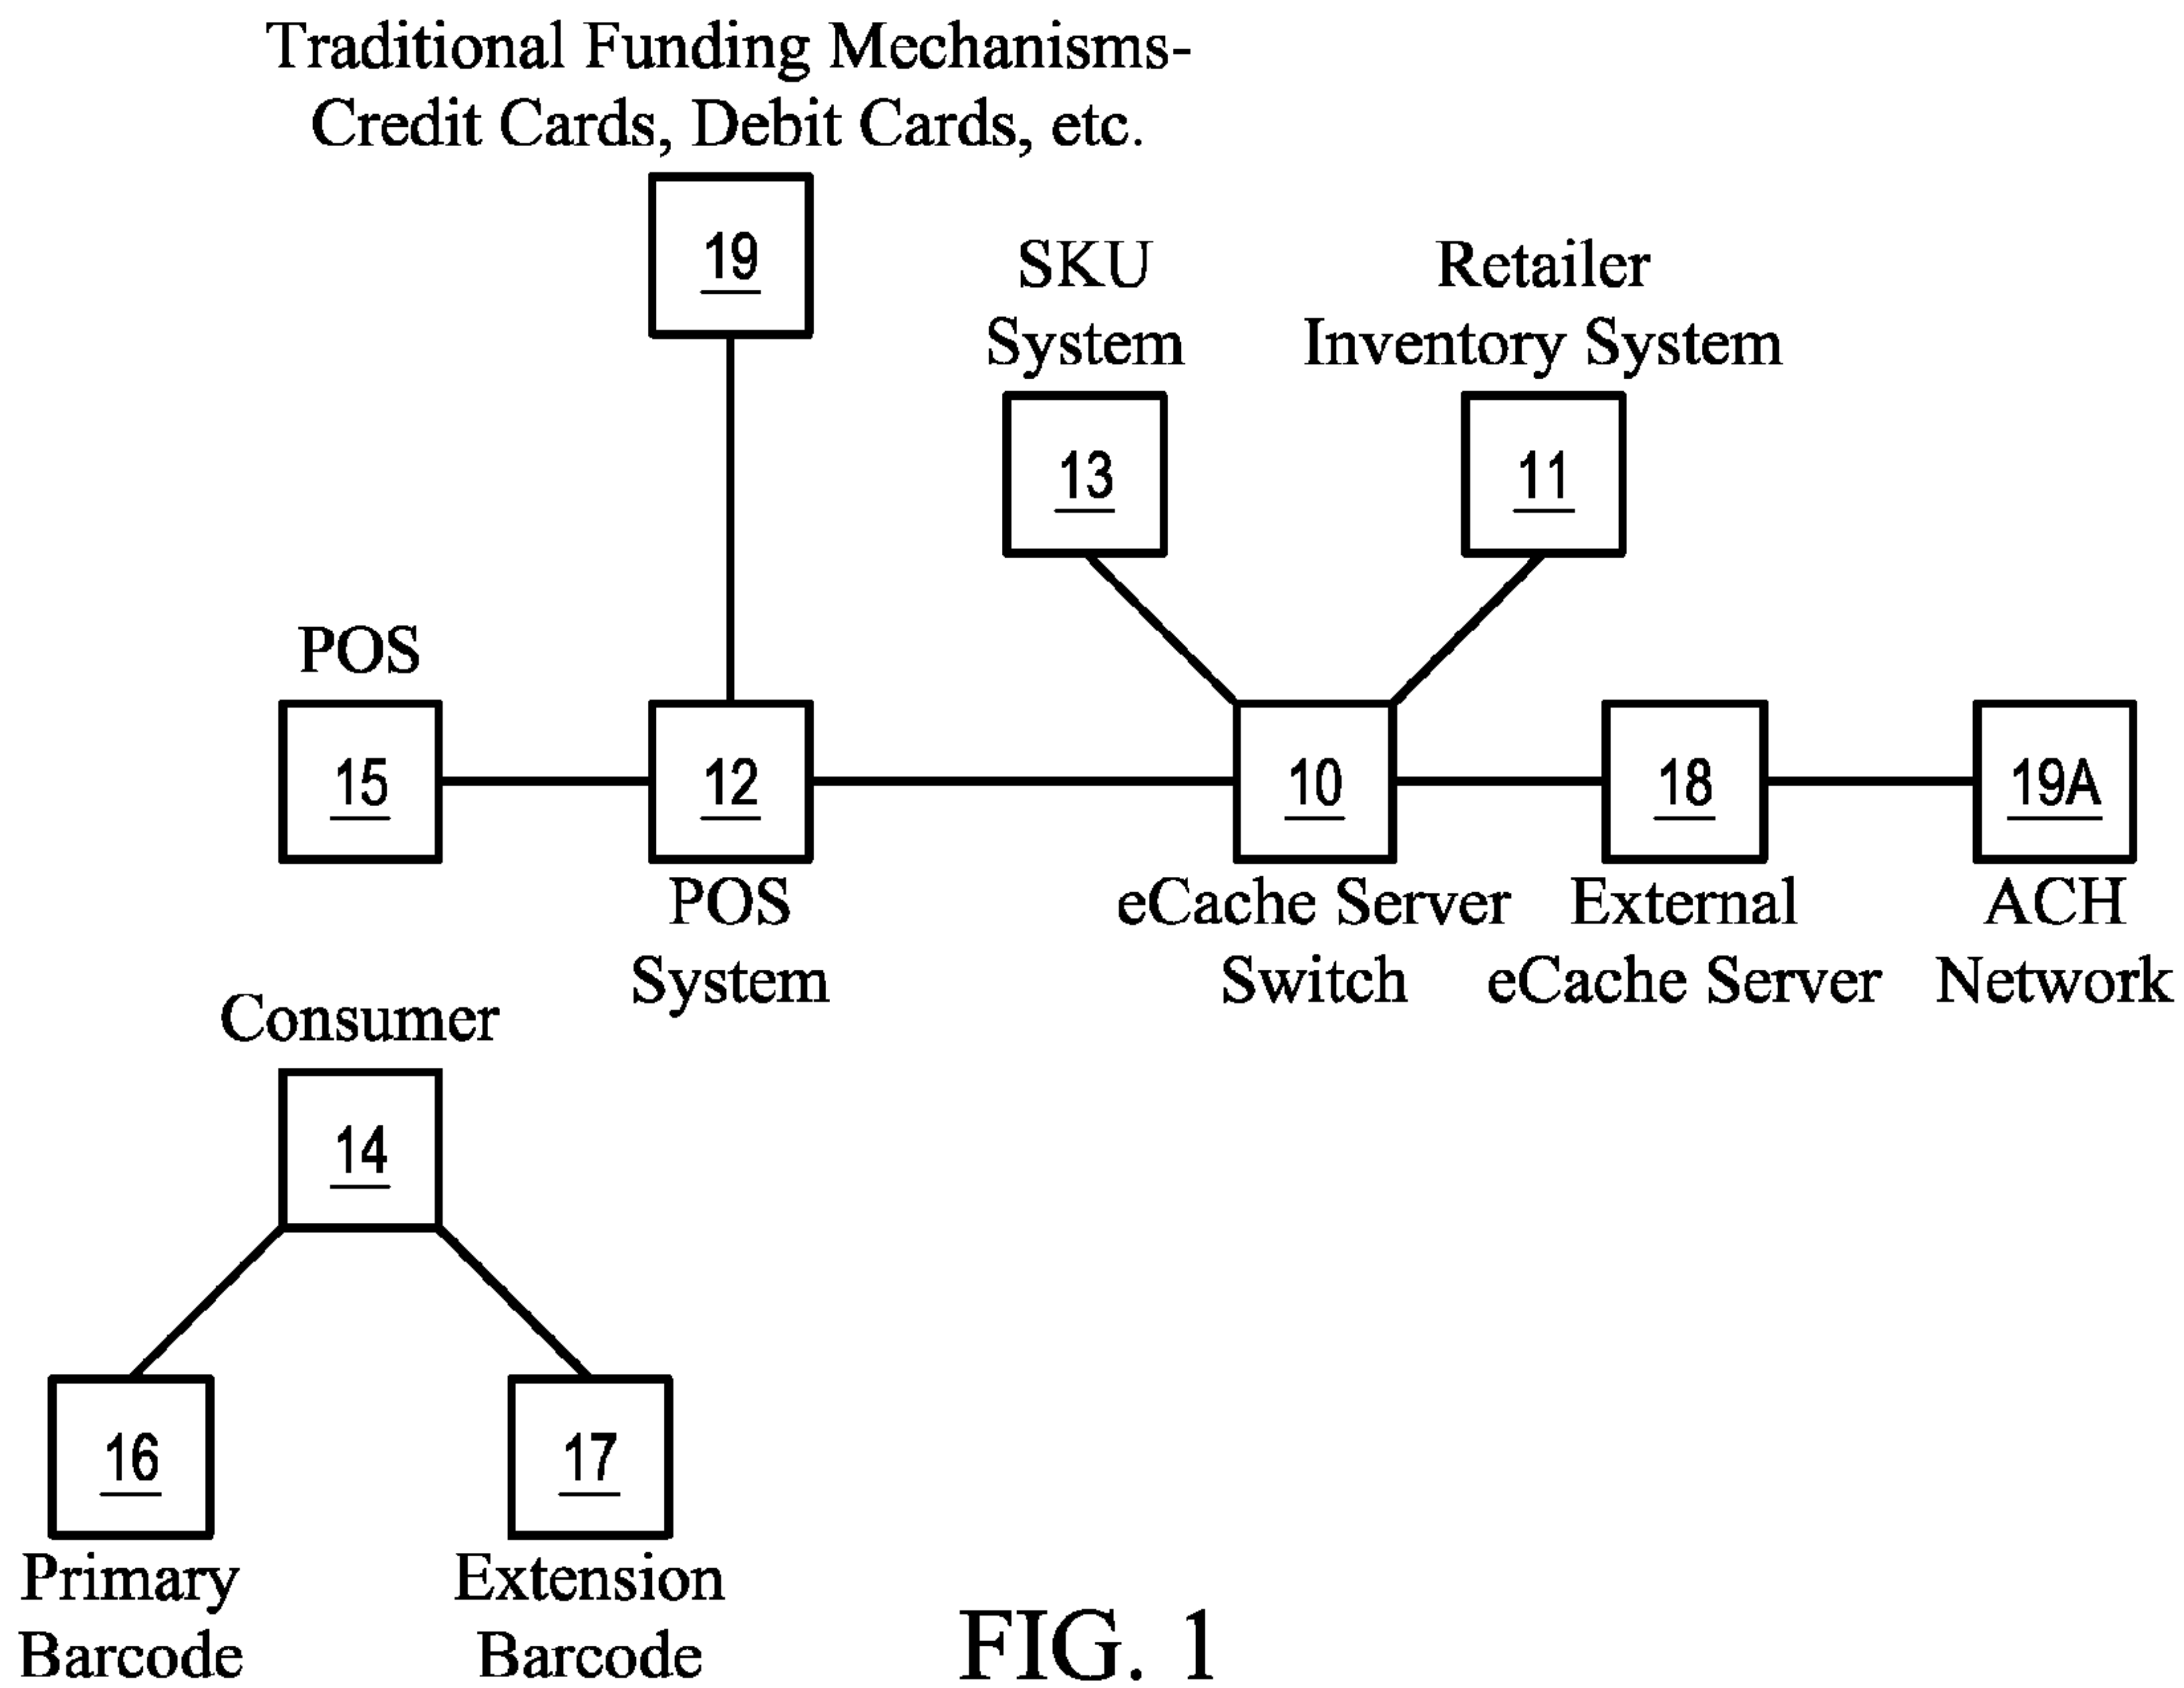 Traditional Funding Mechanisms-
Credit Cards, Debit Cards, etc.
19
SKU
System
13
Retailer
Inventory System
11
POS
15
12
POS
System
10
eCache Server
Switch
18
External
eCache Server
19A
ACH
Network
Consumer
14
16
Primary
Barcode
17
Extension
Barcode
FIG. 1